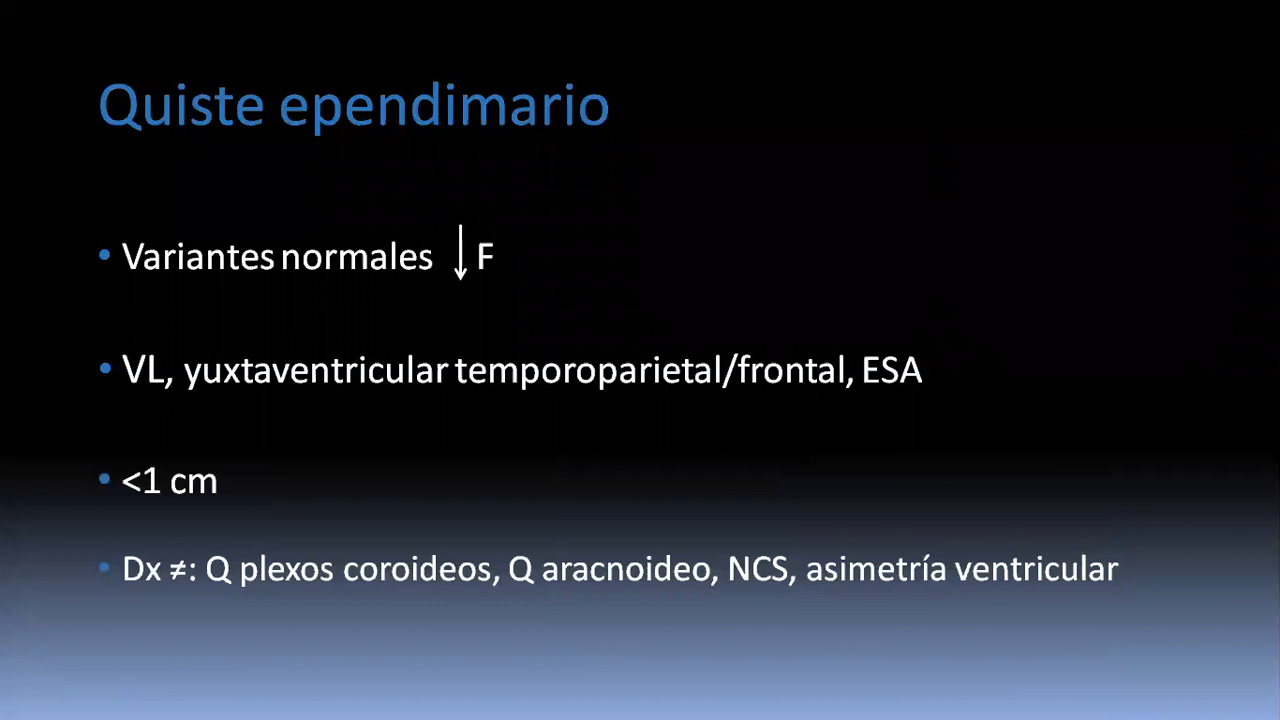 Quiste ependimario
• Variantes normales ↓ F
• VL, yuxtaventricular temporoparietal/frontal, ESA
• <1 cm
• Dx ≠: Q plexos coroideos, Q aracnoideo, NCS, asimetría ventricular